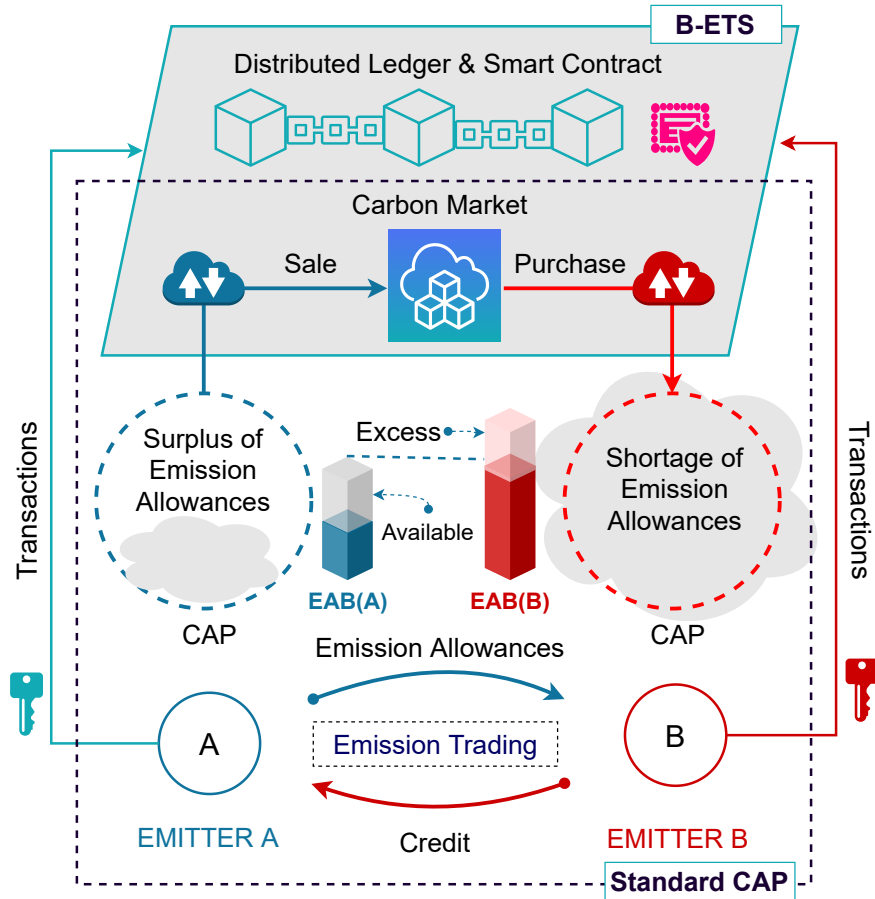 B-ETS
Distributed Ledger & Smart Contract
Carbon Market
Sale
Purchase
Transactions
Surplus of
Emission
Allowances
Excess
Available
Shortage of
Emission
Allowances
Transactions
EAB(A)
EAB(B)
CAP
CAP
Emission Allowances
A
B
Emission Trading
Credit
EMITTER A
EMITTER B
Standard CAP